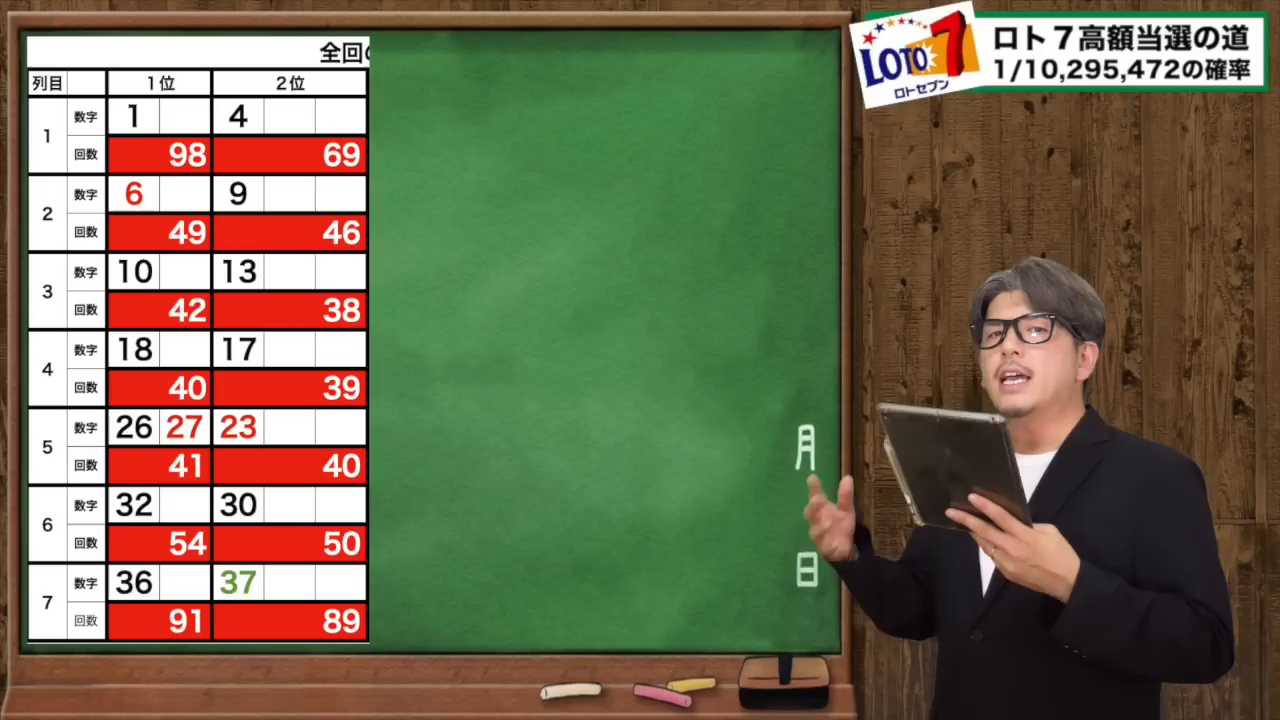 全回の
列目 1位 2位
1 数字 1 4
回数 98 69
2 数字 6 9
回数 49 46
3 数字 10 13
回数 42 38
4 数字 18 17
回数 40 39
5 数字 26 27 23
回数 41 40
6 数字 32 30
回数 54 50
7 数字 36 37
回数 91 89
月
日
LOTO 7
ロトセブン
ロト7高額当選の道
1/10,295,472の確率